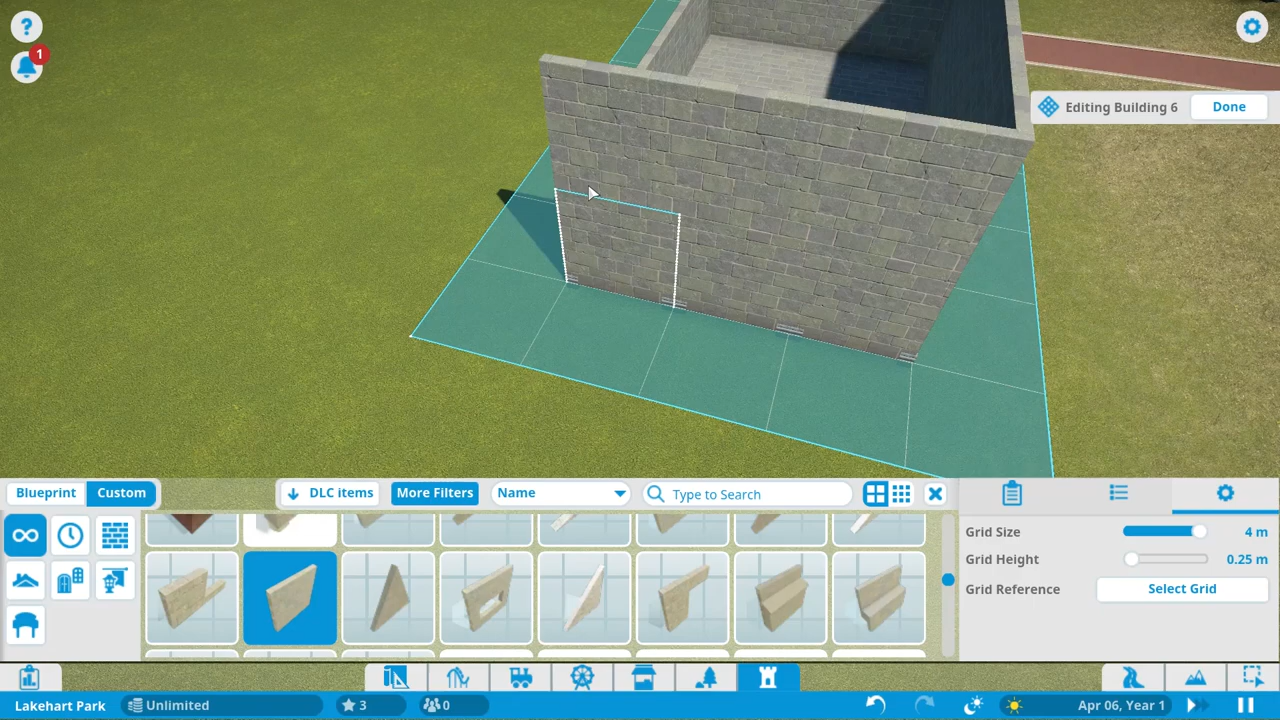 ?
1
Editing Building 6
Done
Blueprint
Custom
DLC items
More Filters
Name
Type to Search
Grid Size
4 m
Grid Height
0.25 m
Grid Reference
Select Grid
Lakehart Park
Unlimited
3
0
Apr 06, Year 1